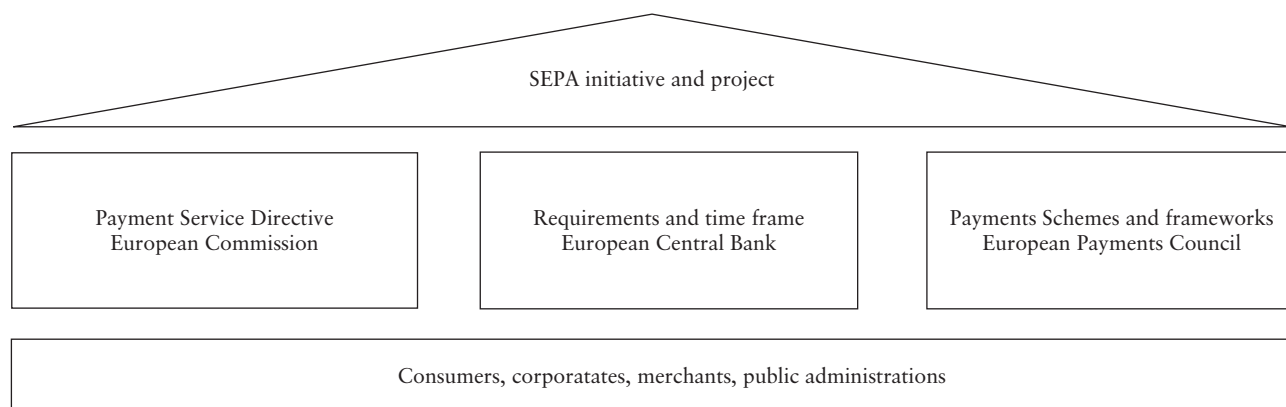 SEPA initiative and project
Payment Service Directive
European Commission
Requirements and time frame
European Central Bank
Payments Schemes and frameworks
European Payments Council
Consumers, corporatates, merchants, public administrations